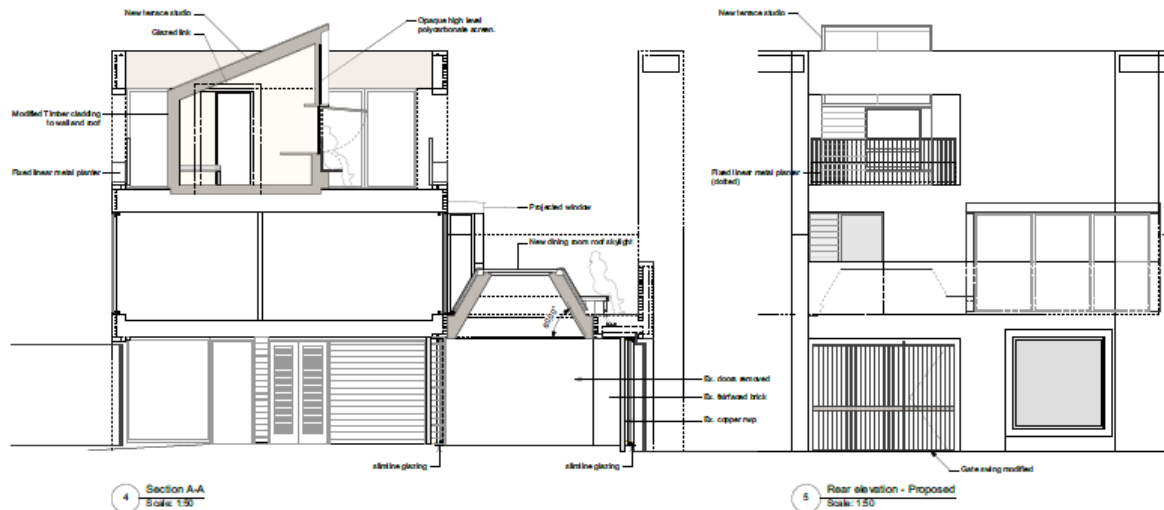 New terrace studio
Glazed link
Opaque high level
polycarbonate screen.
Modified Timber cladding
to wall and roof
Fixed linear metal planter
Projected window
New dining room roof skylight
60.00°
Ex. doors removed
Ex. fairfaced brick
Ex. copper rwp
slimline glazing
slimline glazing
4
Section A-A
Scale: 1:50
New terrace studio
Fixed linear metal planter
(dotted)
Gate swing modified
5
Rear elevation - Proposed
Scale: 1:50